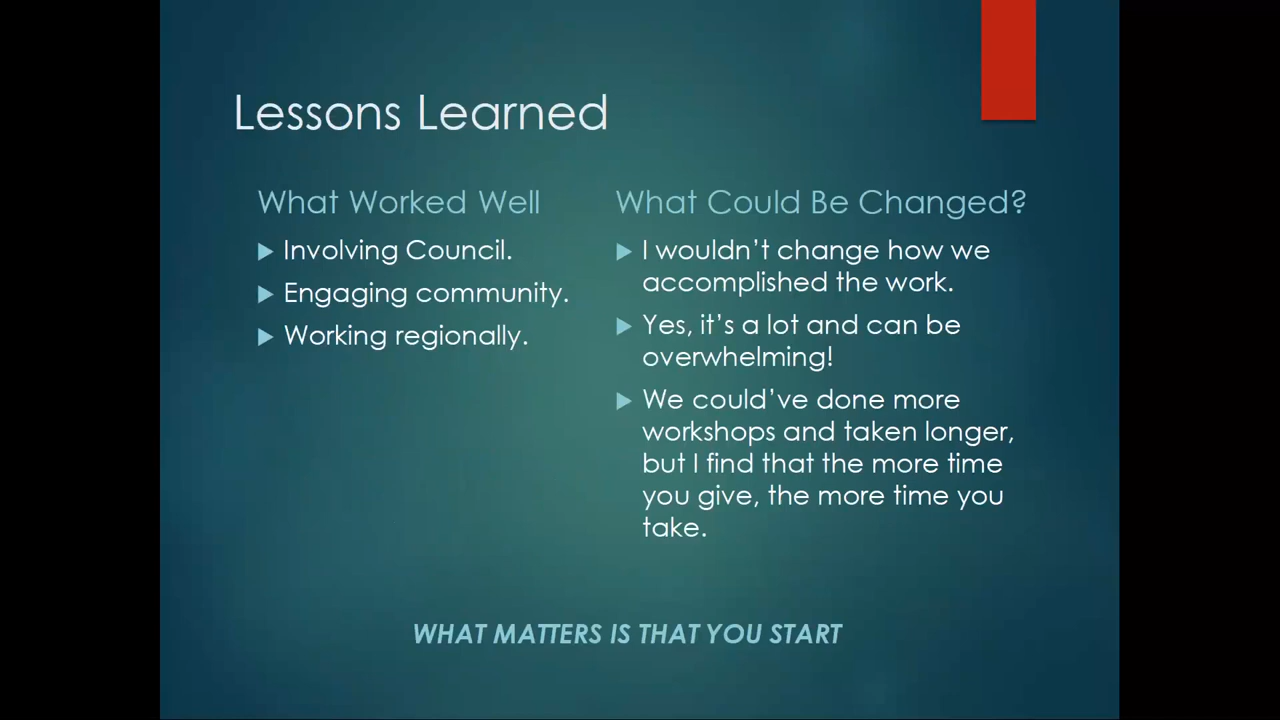 Lessons Learned
What Worked Well
Involving Council.
Engaging community.
Working regionally.
What Could Be Changed?
I wouldn't change how we
accomplished the work.
Yes, it's a lot and can be
overwhelming!
We could've done more
workshops and taken longer,
but I find that the more time
you give, the more time you
take.
WHAT MATTERS IS THAT YOU START